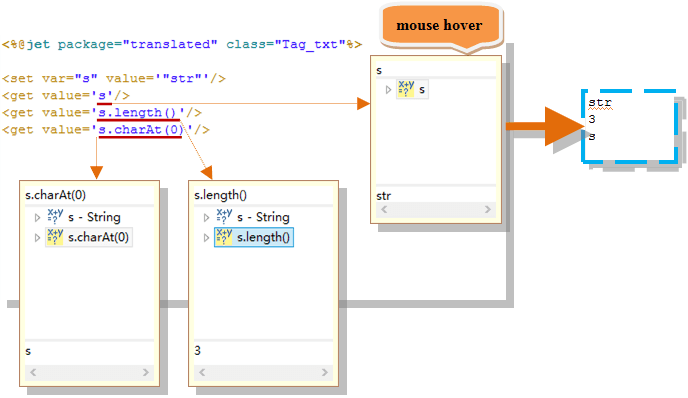 mouse hover
<%@jet package="translated" class="Tag_txt"%>
<set var="s" value='"str"'/>
<get value='s'/>
<get value='s.length()'/>
<get value='s.charAt(0)'/>
s
x+y =? s
str
str
3
s
s.charAt(0)
x+y =? s - String
x+y =? s.charAt(0)
s
s.length()
x+y =? s - String
x+y =? s.length()
3